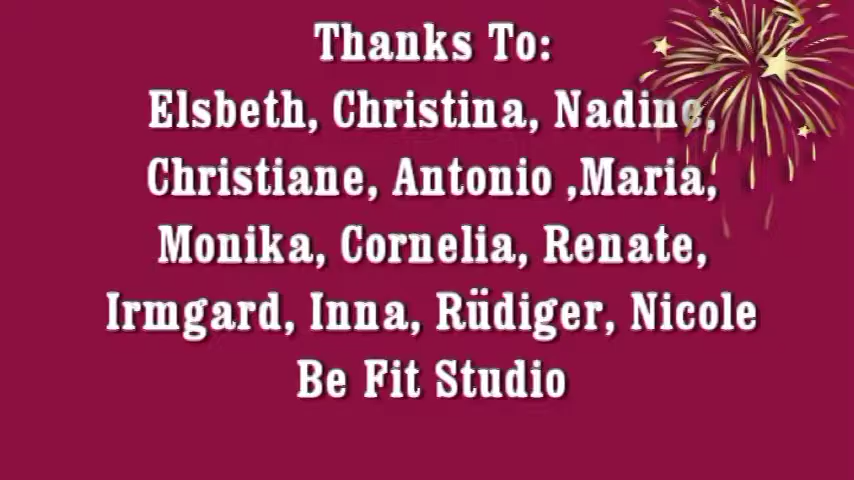 Thanks To:
Elsbeth, Christina, Nadine,
Christiane, Antonio ,Maria,
Monika, Cornelia, Renate,
Irmgard, Inna, Rüdiger, Nicole
Be Fit Studio